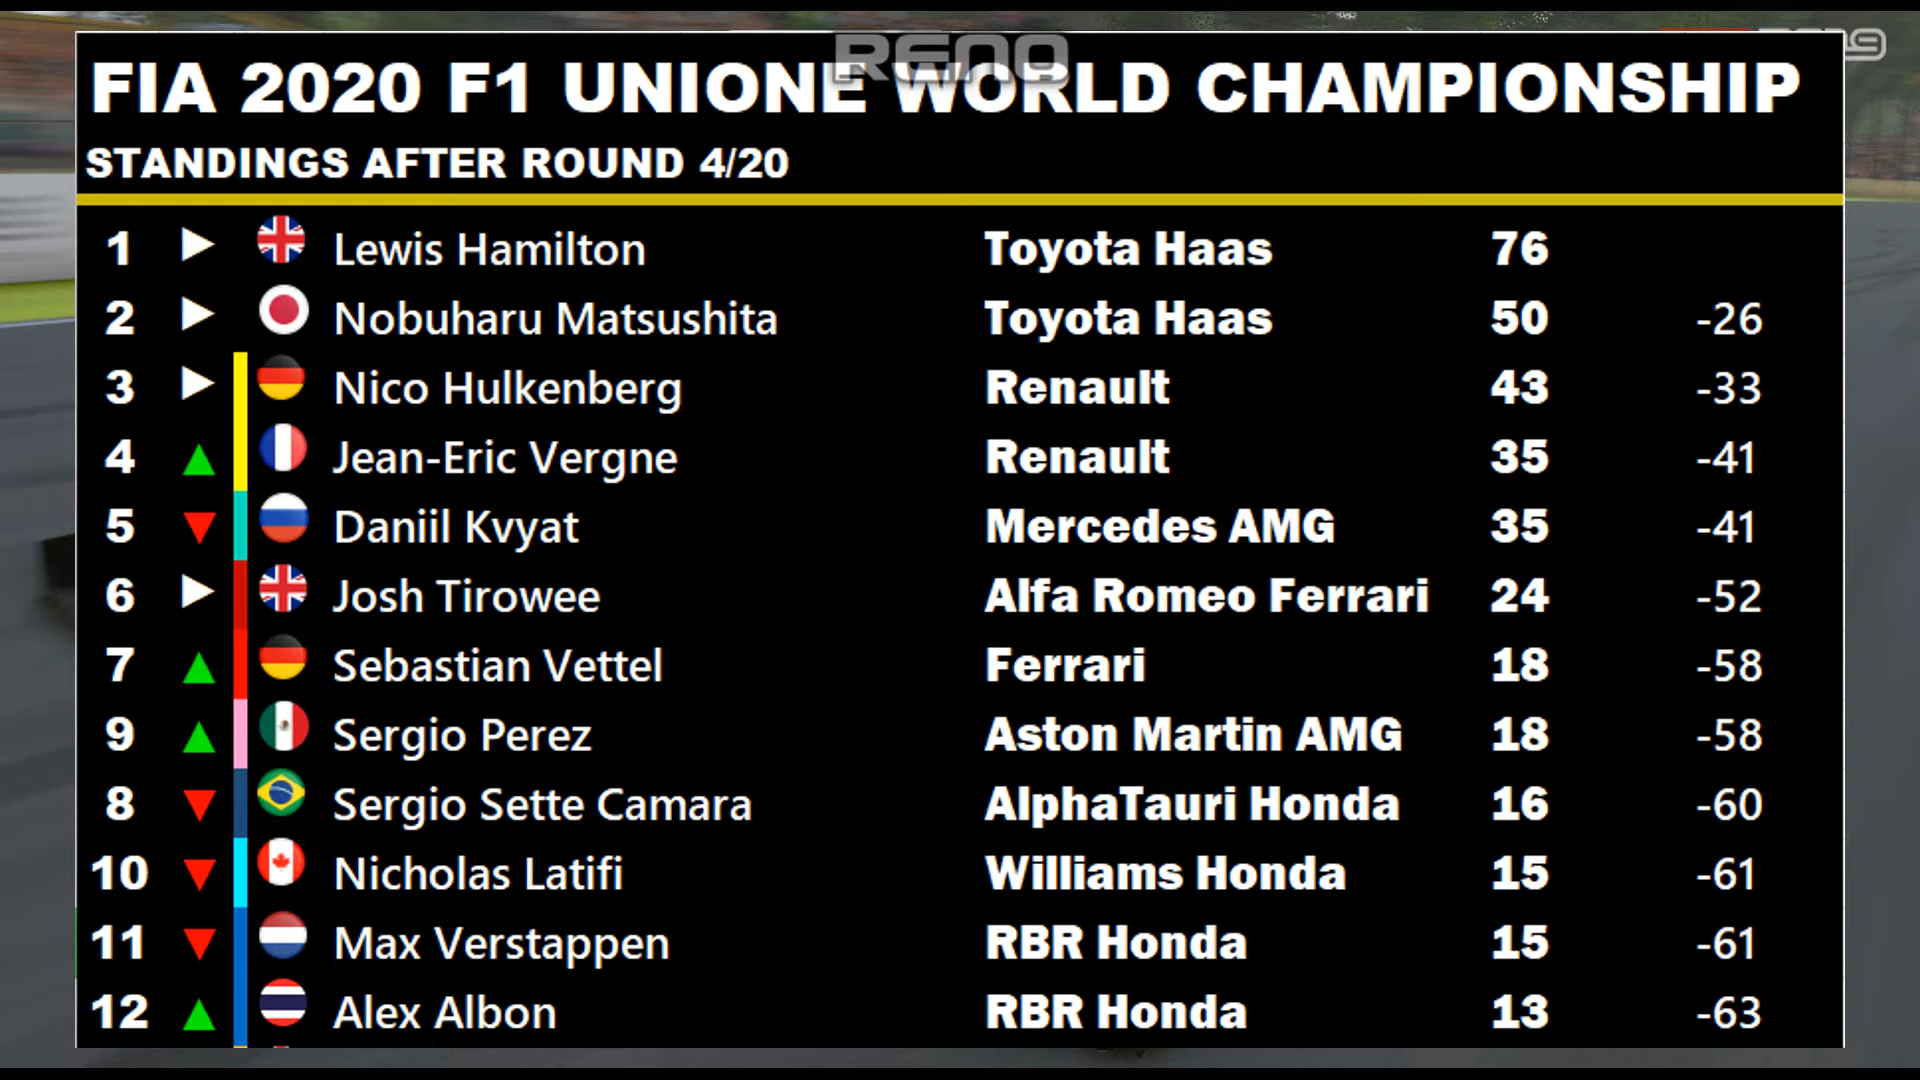 RENO
FIA 2020 F1 UNIONE WORLD CHAMPIONSHIP
STANDINGS AFTER ROUND 4/20
1 Lewis Hamilton Toyota Haas 76
2 Nobuharu Matsushita Toyota Haas 50 -26
3 Nico Hulkenberg Renault 43 -33
4 Jean-Eric Vergne Renault 35 -41
5 Daniil Kvyat Mercedes AMG 35 -41
6 Josh Tirowee Alfa Romeo Ferrari 24 -52
7 Sebastian Vettel Ferrari 18 -58
9 Sergio Perez Aston Martin AMG 18 -58
8 Sergio Sette Camara AlphaTauri Honda 16 -60
10 Nicholas Latifi Williams Honda 15 -61
11 Max Verstappen RBR Honda 15 -61
12 Alex Albon RBR Honda 13 -63